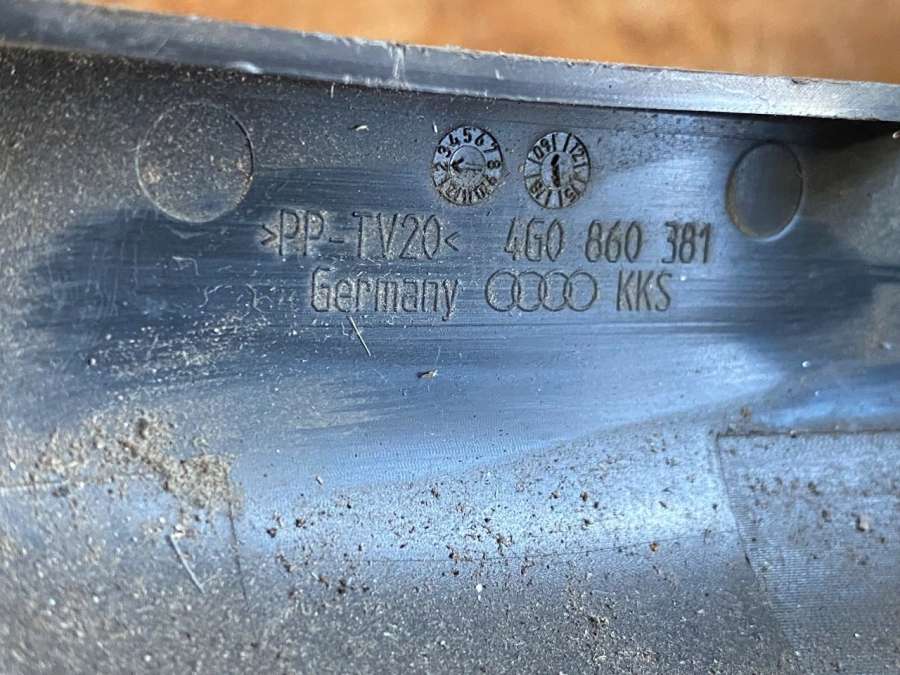 >PP-TV20< 4G0 860 381
Germany KKS